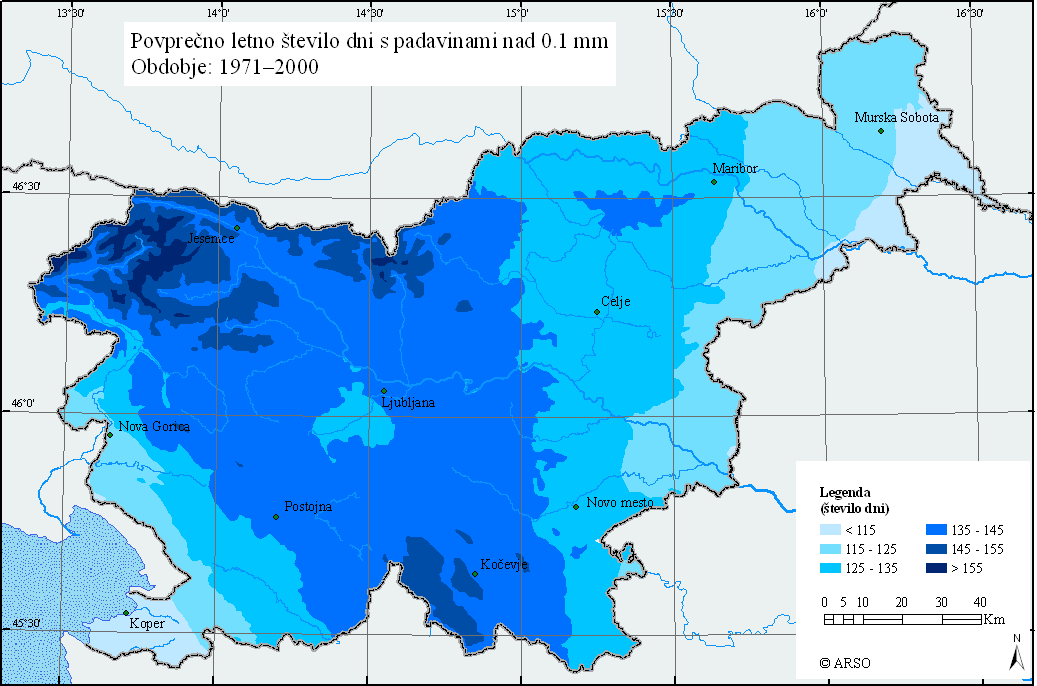 13°30'
14°0'
14°30'
15°0'
15°30'
16°0'
16°30'
Povprečno letno število dni s padavinami nad 0.1 mm
Obdobje: 1971–2000
Murska Sobota
Maribor
46°30'
Jesenice
Celje
46°0'
Ljubljana
Nova Gorica
Novo mesto
Postojna
Kočevje
Koper
45°30'
Legenda
(število dni)
< 115
115 - 125
125 - 135
135 - 145
145 - 155
> 155
0 5 10 20 30 40
Km
N
© ARSO